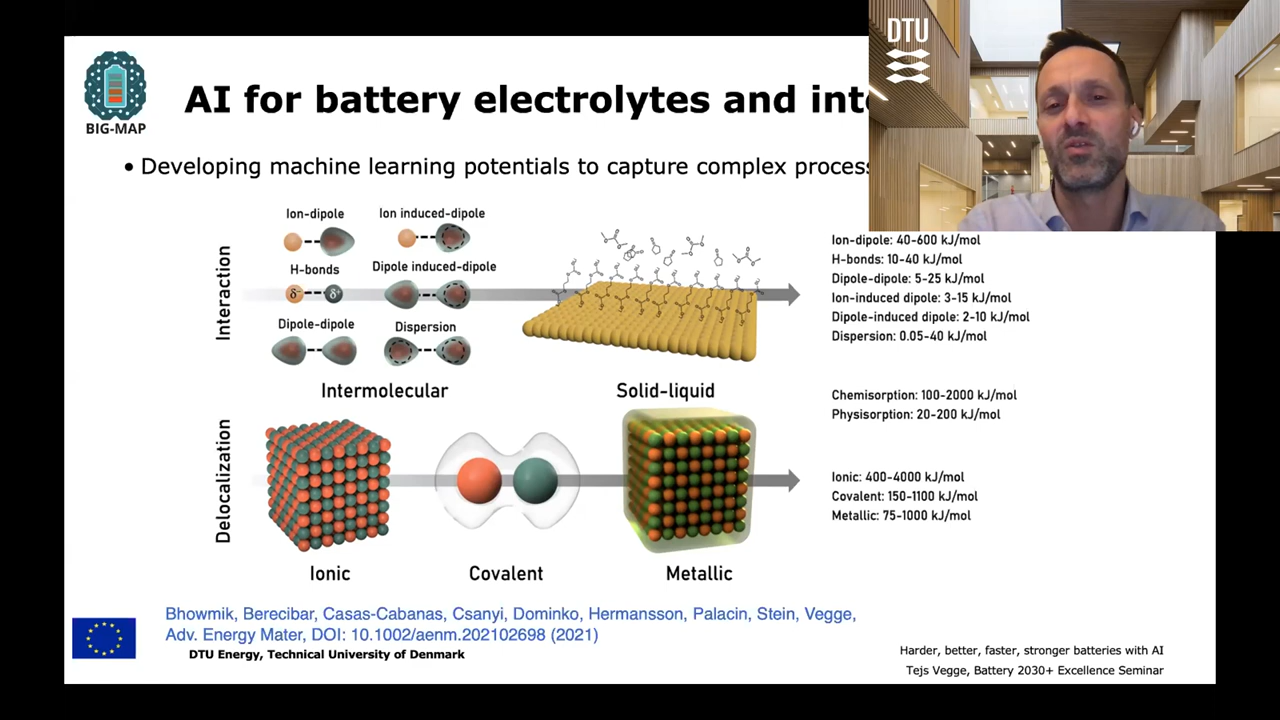 DTU
BIG-MAP
AI for battery electrolytes and
• Developing machine learning potentials to capture complex
Interaction
Ion-dipole
Ion induced-dipole
H-bonds
Dipole induced-dipole
δ- δ+
Dipole-dipole
Dispersion
Intermolecular
Solid-liquid
Ion-dipole: 40-600 kJ/mol
H-bonds: 10-40 kJ/mol
Dipole-dipole: 5-25 kJ/mol
Ion-induced dipole: 3-15 kJ/mol
Dipole-induced dipole: 2-10 kJ/mol
Dispersion: 0.05-40 kJ/mol
Chemisorption: 100-2000 kJ/mol
Physisorption: 20-200 kJ/mol
Delocalization
Ionic
Covalent
Metallic
Ionic: 400-4000 kJ/mol
Covalent: 150-1100 kJ/mol
Metallic: 75-1000 kJ/mol
Bhowmik, Berecibar, Casas-Cabanas, Csanyi, Dominko, Hermansson, Palacin, Stein, Vegge,
Adv. Energy Mater, DOI: 10.1002/aenm.202102698 (2021)
DTU Energy, Technical University of Denmark
Harder, better, faster, stronger batteries with AI
Tejs Vegge, Battery 2030+ Excellence Seminar